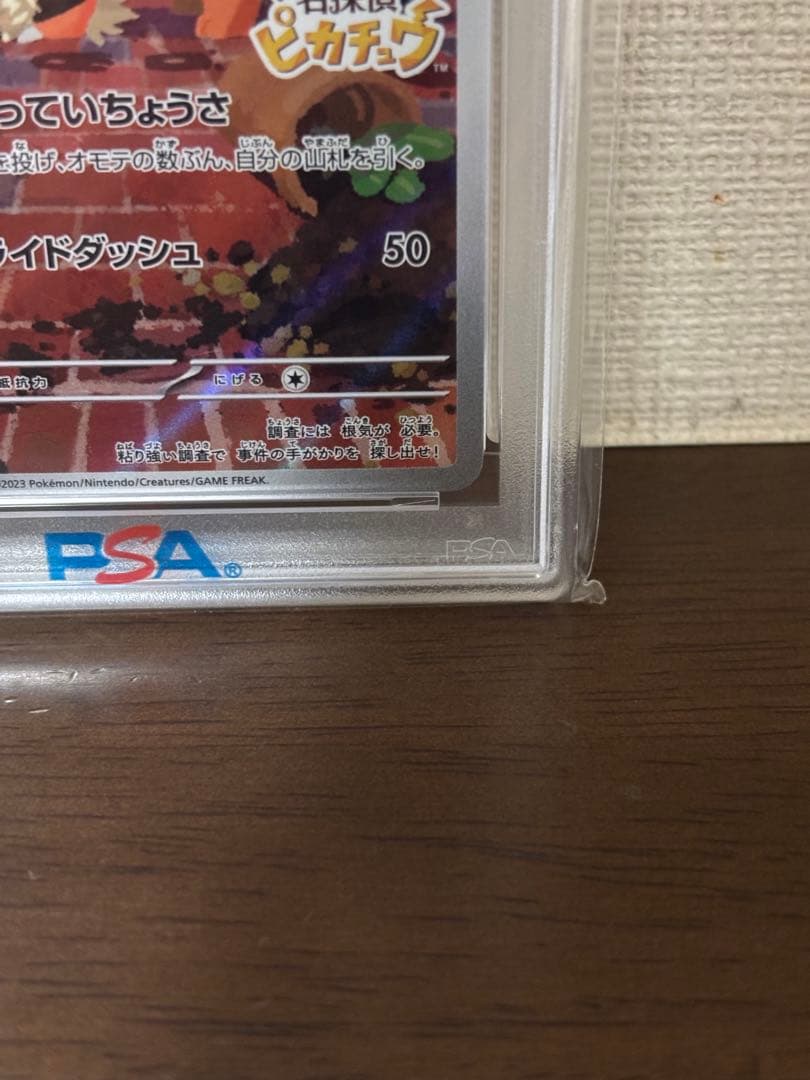 名探偵
ピカチュウ™
っていちょうさ
を投げ、オモテの数ぶん、自分の山札を引く。
ライドダッシュ 50
抵抗力 にげる
調査には 根気が 必要。
粘り強い調査で 事件の手がかりを 探し出せ!
©2023 Pokémon/Nintendo/Creatures/GAME FREAK.
PSA®
PSA